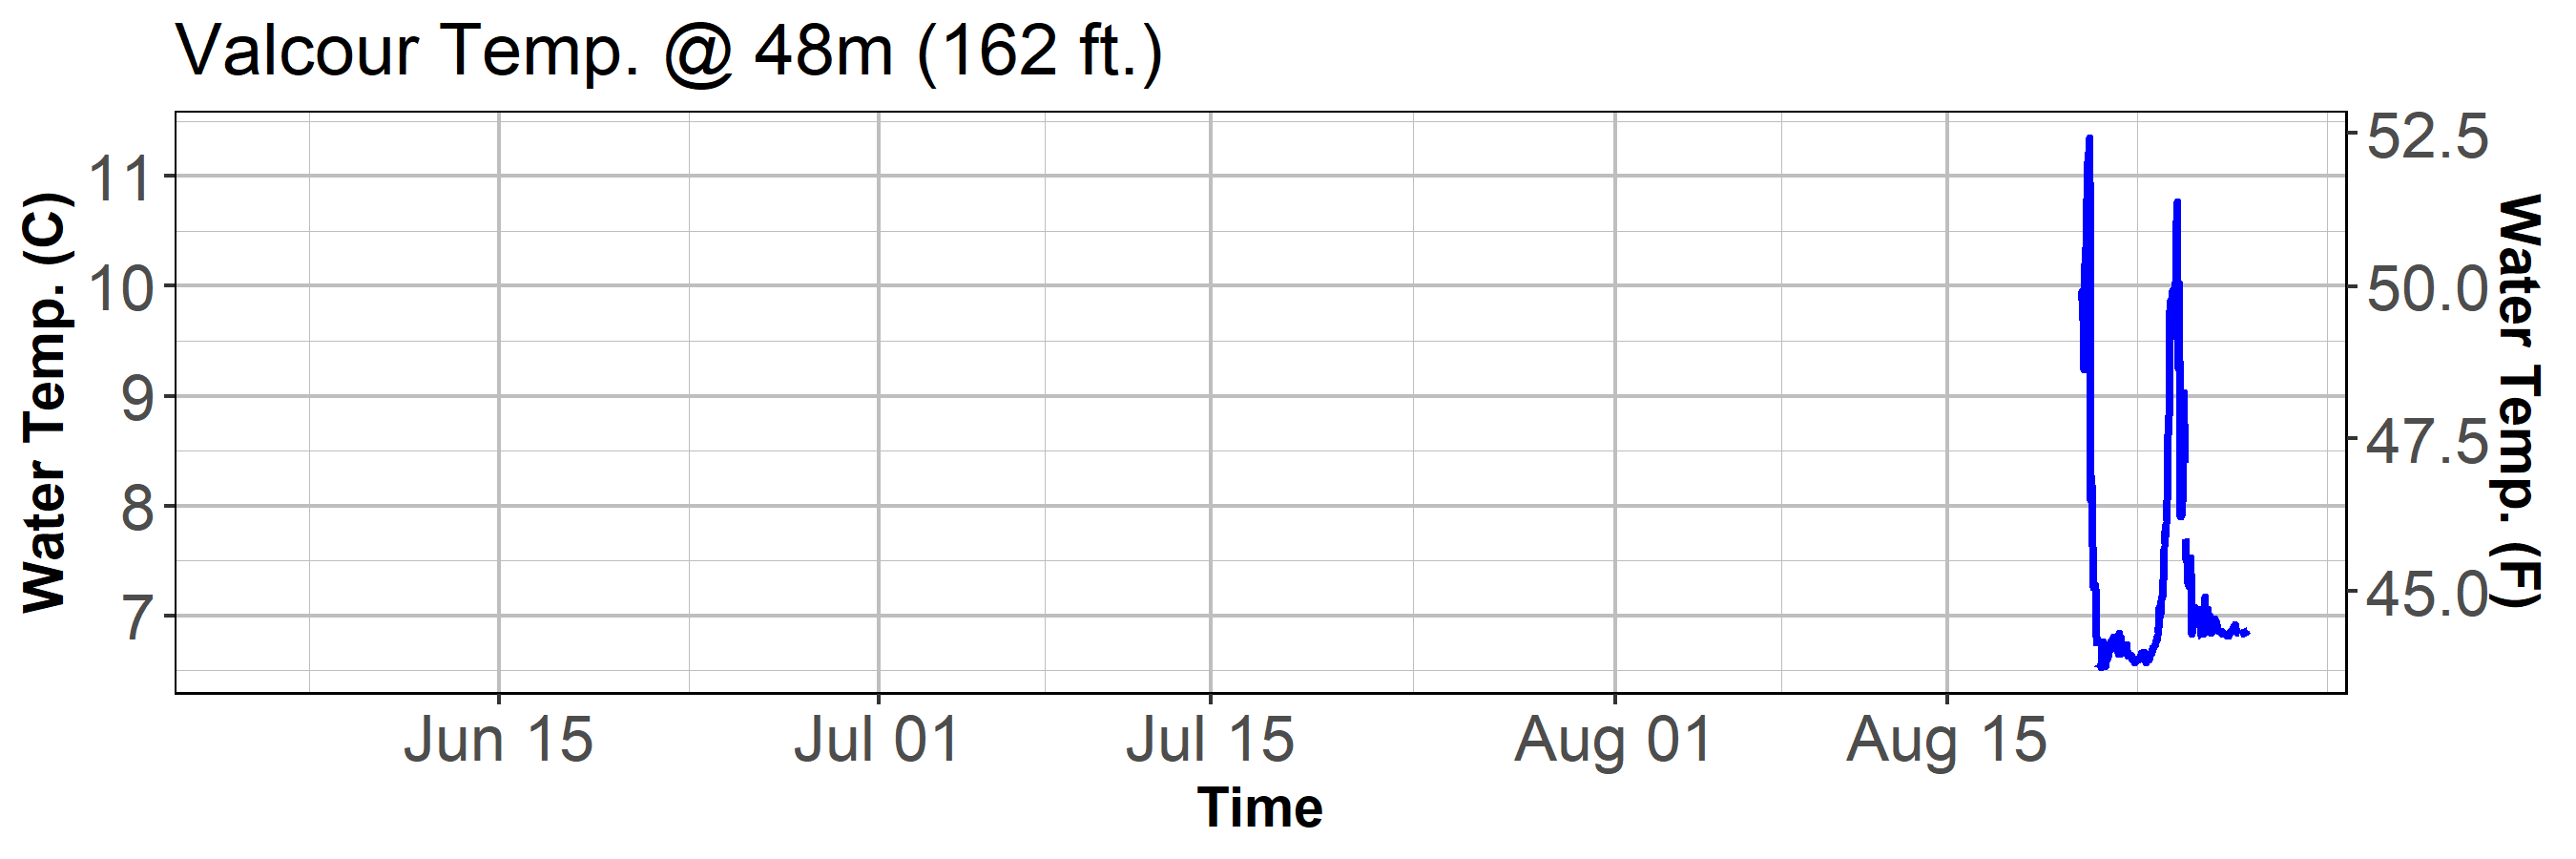 Valcour Temp. @ 48m (162 ft.)
Water Temp. (C)
11
10
9
8
7
52.5
50.0
47.5
45.0
Water Temp. (F)
Jun 15 Jul 01 Jul 15 Aug 01 Aug 15
Time